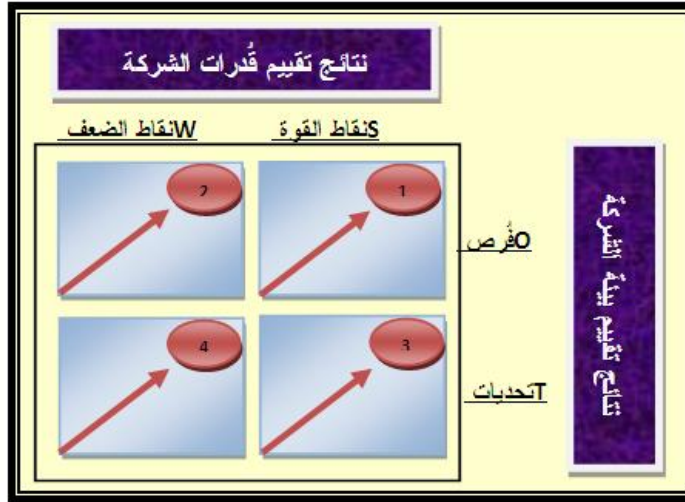 نتائج تقييم قُدرات الشركة
Sنقاط القوة
Wنقاط الضعف
1
2
Oفُرص
3
4
Tتحديات
نتائج تقييم بيئة الشركة